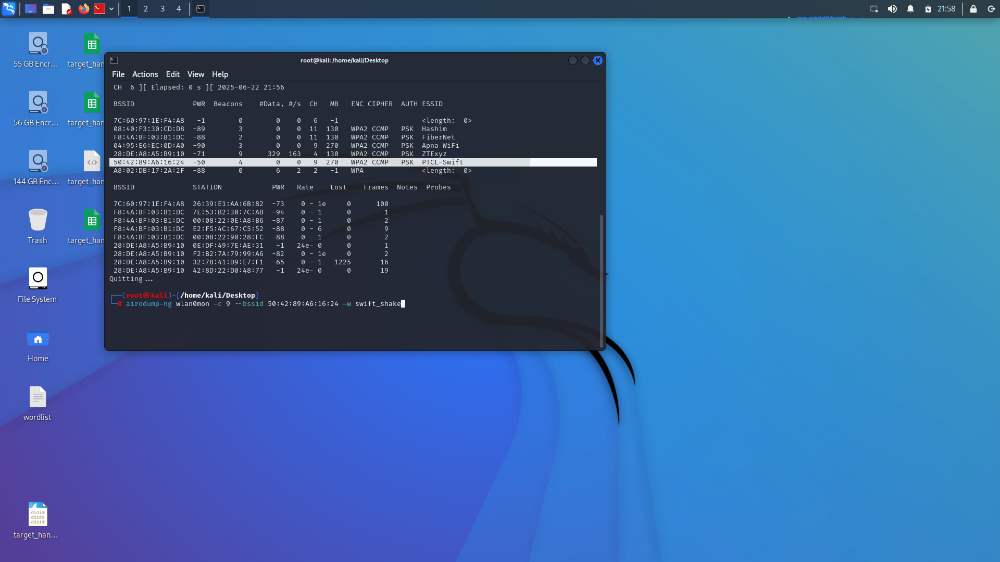 1 2 3 4 21:58
55 GB Encr...
target_han
56 GB Encr...
target_han
144 GB Enc...
target_han
Trash
target_han
File System
Home
wordlist
target_han...
root@kali: /home/kali/Desktop
File Actions Edit View Help
CH  6 ][ Elapsed: 0 s ][ 2025-06-22 21:56
BSSID              PWR  Beacons    #Data, #/s  CH   MB   ENC CIPHER  AUTH ESSID
7C:60:97:1E:F4:A8   -1        0        0    0   6   -1                    <length:  0>
08:40:F3:30:CD:D8  -89        3        0    0  11  130   WPA2 CCMP   PSK  Hashim
F8:4A:BF:03:B1:DC  -88        2        0    0  11  130   WPA2 CCMP   PSK  FiberNet
04:95:E6:EC:0D:A0  -90        3        0    0   9  270   WPA2 CCMP   PSK  Apna WiFi
28:DE:A8:A5:B9:10  -71        9      329  163   4  130   WPA2 CCMP   PSK  ZTExyz
50:42:89:A6:16:24  -50        4        0    0   9  270   WPA2 CCMP   PSK  PTCL-Swift
A8:02:DB:17:2A:2F  -88        0        6    2   2   -1   WPA              <length:  0>
BSSID              STATION            PWR   Rate    Lost    Frames  Notes  Probes
7C:60:97:1E:F4:A8  26:39:E1:AA:6B:82  -73    0 - 1e     0      100
F8:4A:BF:03:B1:DC  7E:53:B2:30:7C:AB  -94    0 - 1      0        1
F8:4A:BF:03:B1:DC  00:08:22:0E:A8:B6  -87    0 - 1      0        2
F8:4A:BF:03:B1:DC  E2:F5:4C:67:C5:52  -88    0 - 6      0        9
F8:4A:BF:03:B1:DC  00:08:22:90:28:FC  -88    0 - 1      0        2
28:DE:A8:A5:B9:10  0E:DF:49:7E:AE:31   -1   24e- 0      0        1
28:DE:A8:A5:B9:10  F2:B2:7A:79:99:A6  -82    0 - 1e     0        2
28:DE:A8:A5:B9:10  32:78:41:D9:E7:F1  -65    0 - 1   1225       16
28:DE:A8:A5:B9:10  42:8D:22:D0:48:77   -1   24e- 0      0       19
Quitting...
(root㉿kali)-[/home/kali/Desktop]
# airodump-ng wlan0mon -c 9 --bssid 50:42:89:A6:16:24 -w swift_shake